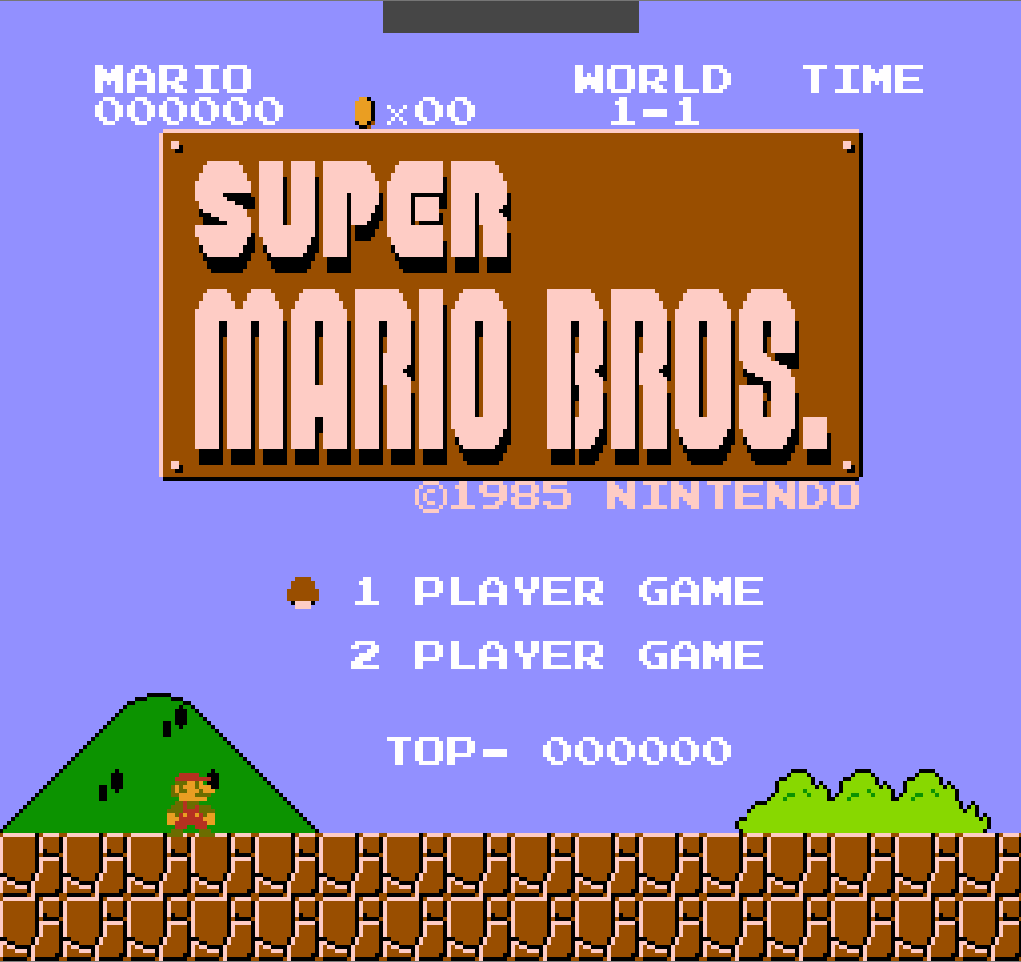 MARIO WORLD TIME
000000 ×00 1-1
SUPER
MARIO BROS.
©1985 NINTENDO
1 PLAYER GAME
2 PLAYER GAME
TOP- 000000